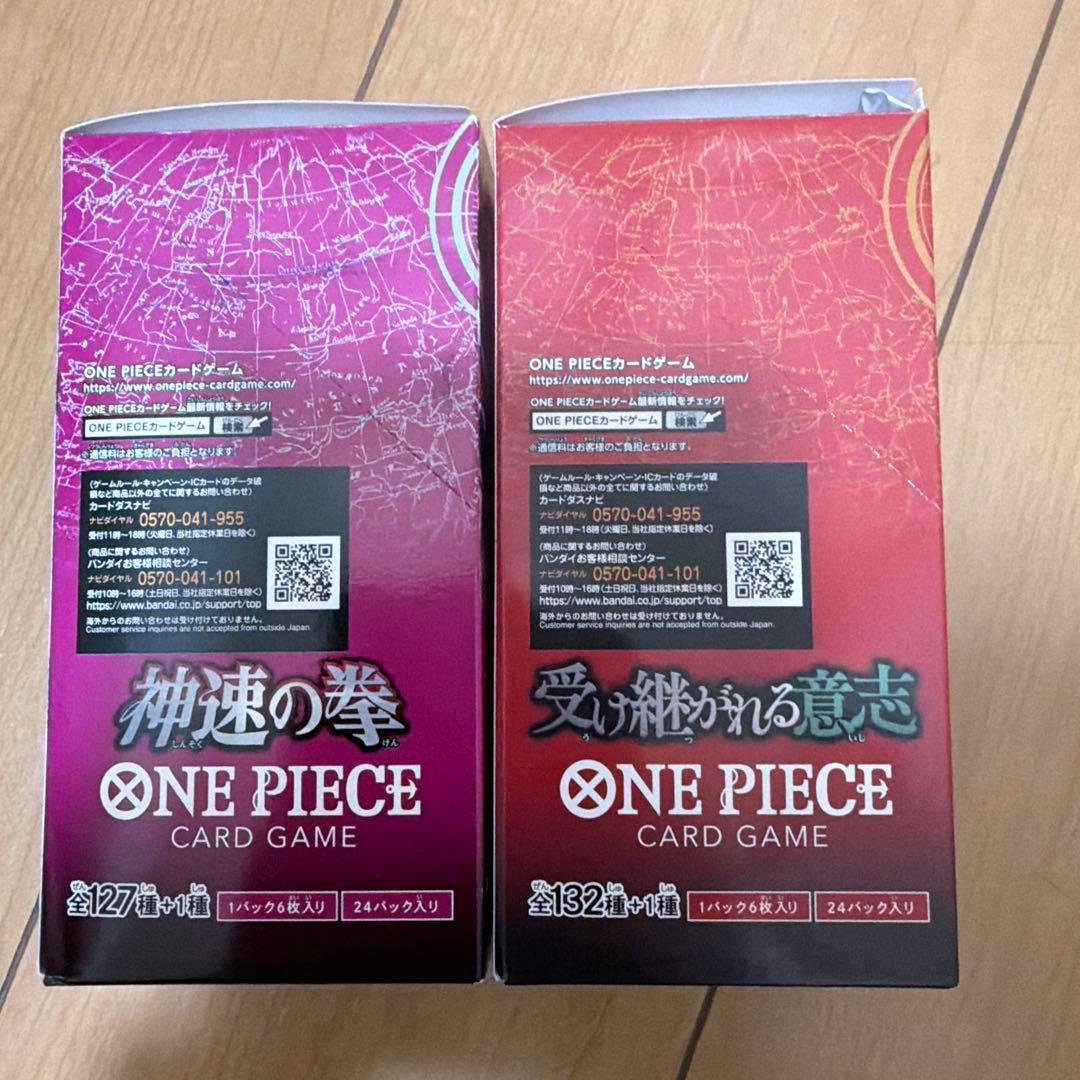 ONE PIECEカードゲーム
https://www.onepiece-cardgame.com/
ONE PIECEカードゲーム最新情報をチェック!
ONE PIECEカードゲーム 検索
※通信料はお客様のご負担となります。
(ゲームルール・キャンペーン・ICカードのデータ破
損など商品以外の全てに関するお問い合わせ)
カードダスナビ
ナビダイヤル 0570-041-955
受付11時~18時(火曜日、当社指定休業日を除く)
(商品に関するお問い合わせ)
バンダイお客様相談センター
ナビダイヤル 0570-041-101
受付10時~16時(土日祝日、当社指定休業日を除く)
https://www.bandai.co.jp/support/top
海外からのお問い合わせは受け付けておりません。
Customer service inquiries are not accepted from outside Japan.
神速の拳
しんそく けん
ONE PIECE
CARD GAME
全127種+1種 1パック6枚入り 24パック入り
ONE PIECEカードゲーム
https://www.onepiece-cardgame.com/
ONE PIECEカードゲーム最新情報をチェック!
ONE PIECEカードゲーム 検索
※通信料はお客様のご負担となります。
(ゲームルール・キャンペーン・ICカードのデータ破
損など商品以外の全てに関するお問い合わせ)
カードダスナビ
ナビダイヤル 0570-041-955
受付11時~18時(火曜日、当社指定休業日を除く)
(商品に関するお問い合わせ)
バンダイお客様相談センター
ナビダイヤル 0570-041-101
受付10時~16時(土日祝日、当社指定休業日を除く)
https://www.bandai.co.jp/support/top
海外からのお問い合わせは受け付けておりません。
Customer service inquiries are not accepted from outside Japan.
受け継がれる意志
う つ いし
ONE PIECE
CARD GAME
全132種+1種 1パック6枚入り 24パック入り